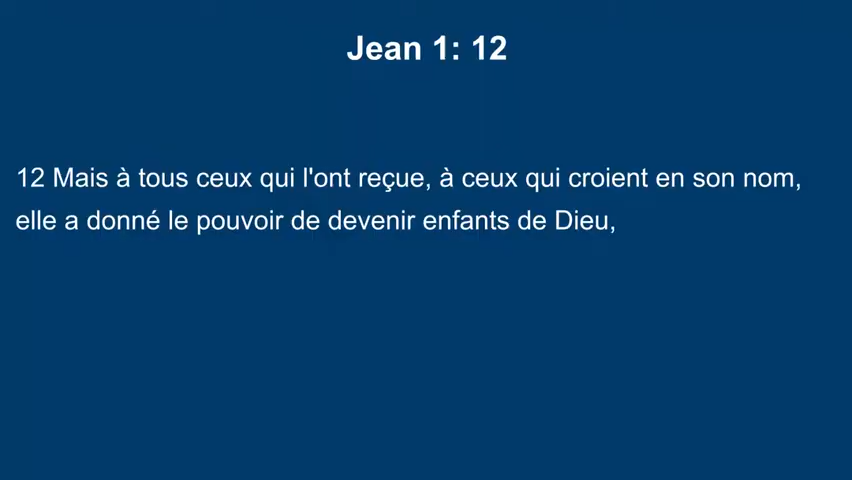 Jean 1: 12
12 Mais à tous ceux qui l'ont reçue, à ceux qui croient en son nom,
elle a donné le pouvoir de devenir enfants de Dieu,